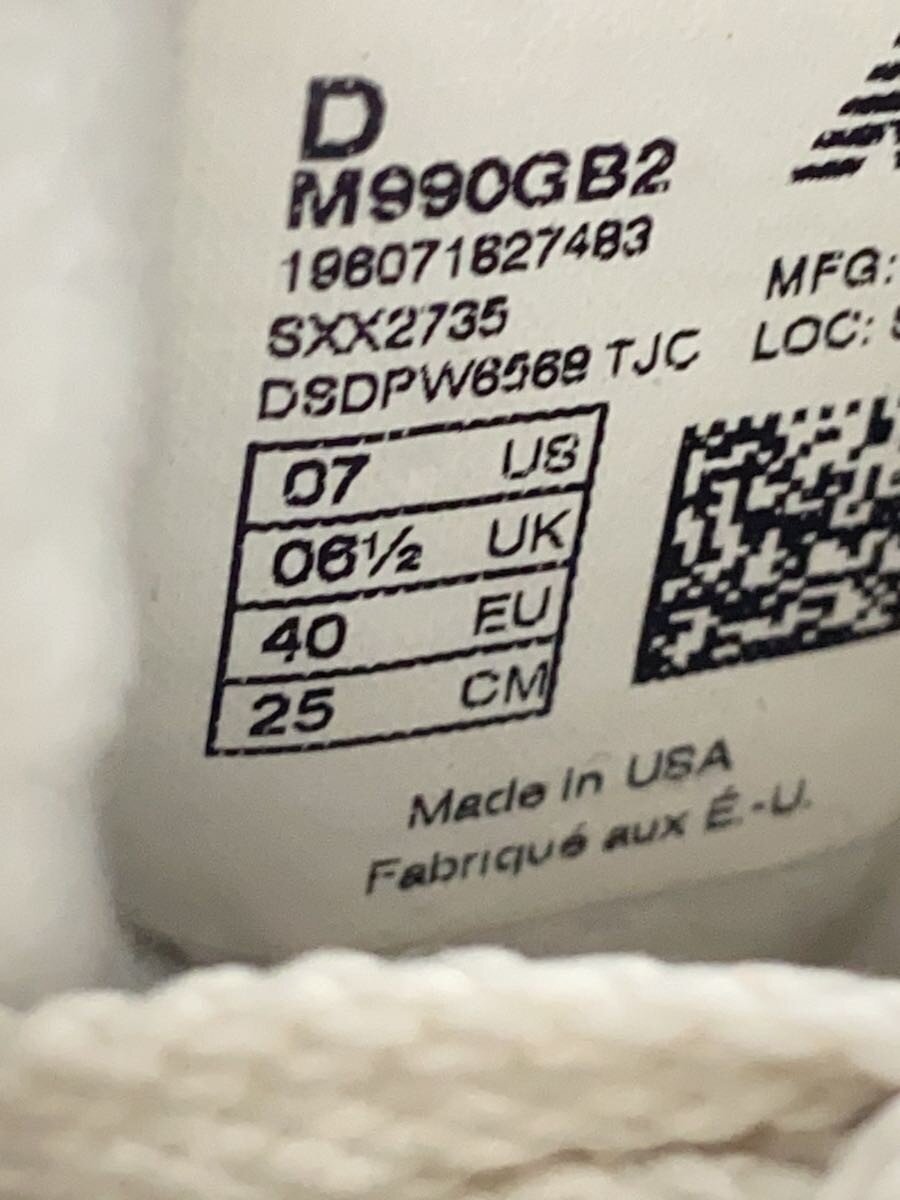 D
M990GB2
196071627483
SXX2735
DSDPW6569 TJC
MFG:
LOC:
07 US
06½ UK
40 EU
25 CM
Made in USA
Fabriqué aux É.-U.